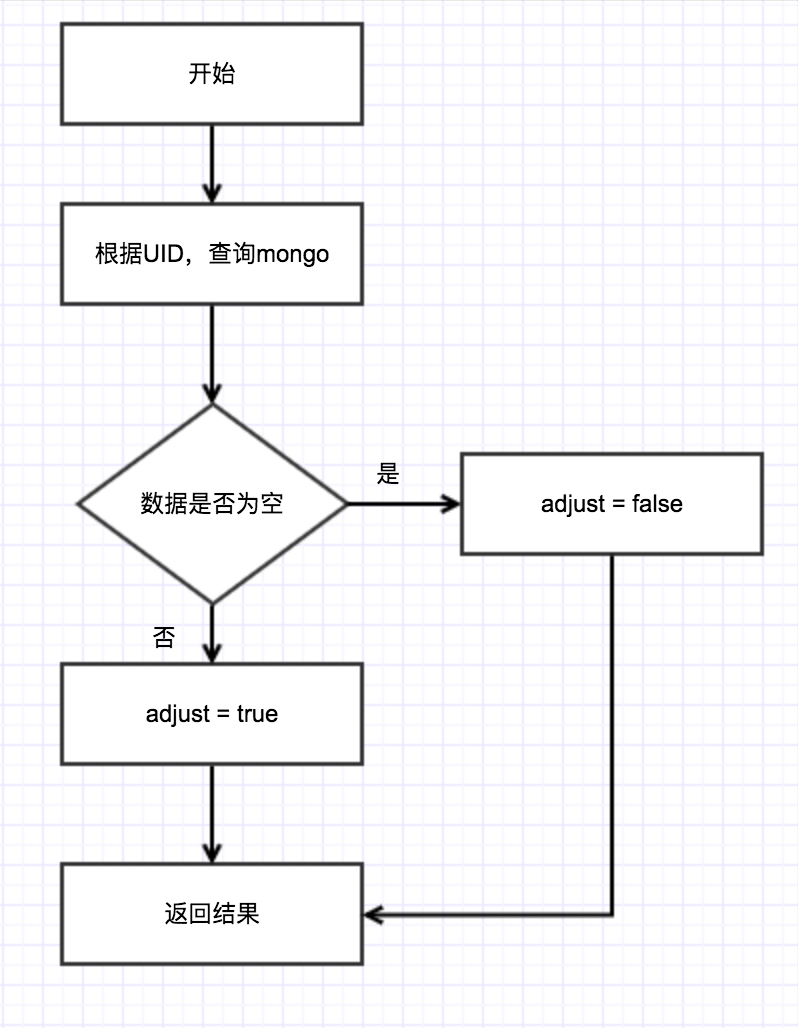 开始
根据UID，查询mongo
数据是否为空
是
adjust = false
否
adjust = true
返回结果